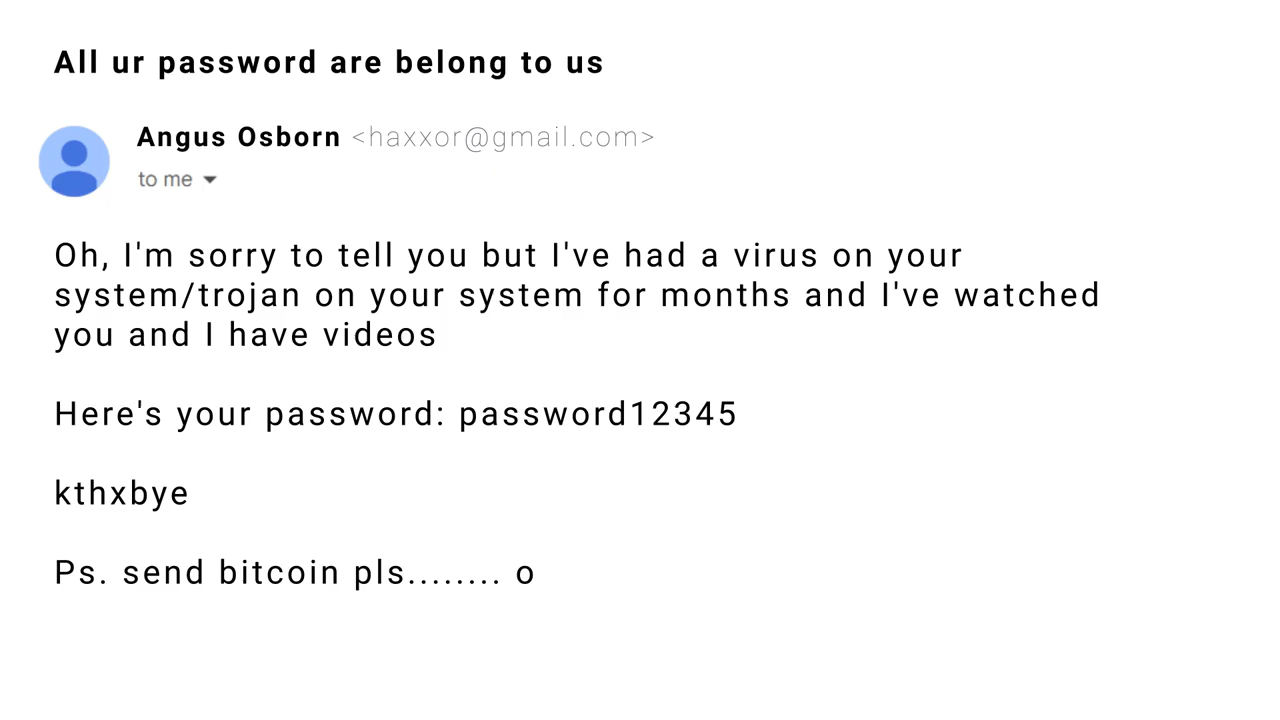 All ur password are belong to us
Angus Osborn <haxxor@gmail.com>
to me
Oh, I'm sorry to tell you but I've had a virus on your
system/trojan on your system for months and I've watched
you and I have videos
Here's your password: password12345
kthxbye
Ps. send bitcoin pls........ o